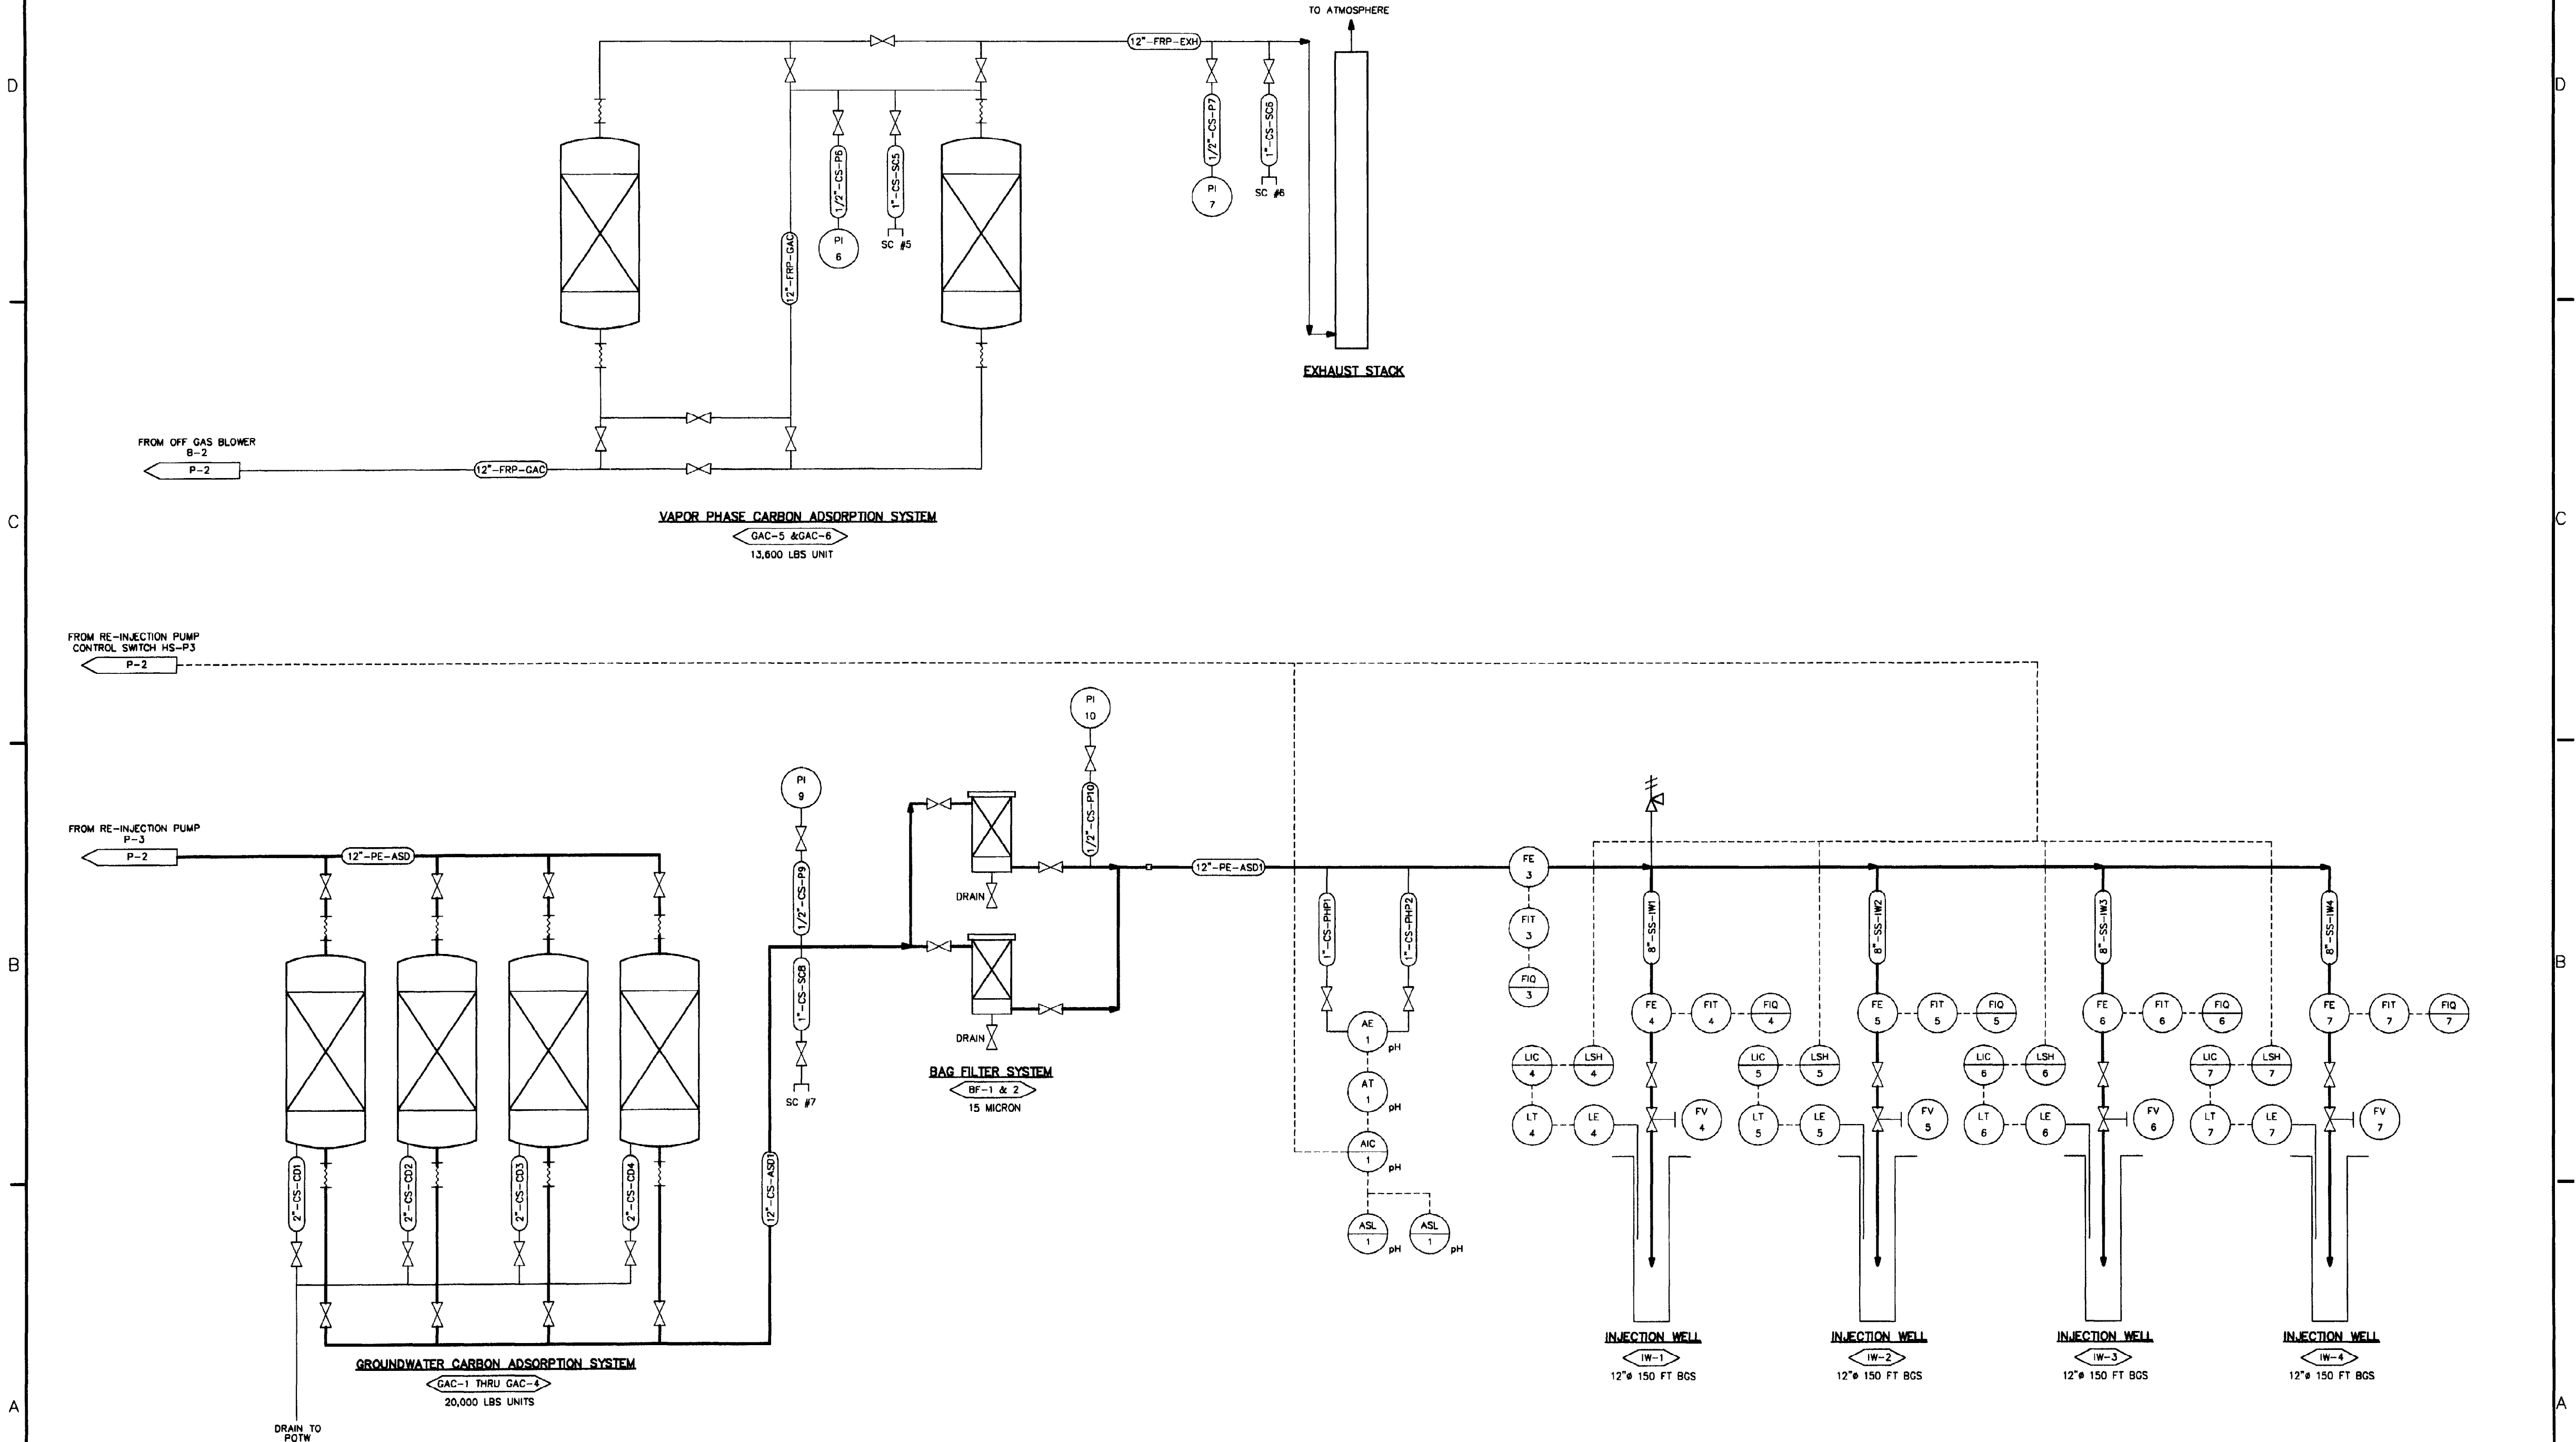 TO ATMOSPHERE
D
D
12"-FRP-EXH
1/2"-CS-P6
1"-CS-SC5
1/2"-CS-P7
1"-CS-SC6
PI
6
SC #5
PI
7
SC #6
12"-FRP-GAC
EXHAUST STACK
FROM OFF GAS BLOWER
B-2
P-2
12"-FRP-GAC
VAPOR PHASE CARBON ADSORPTION SYSTEM
GAC-5 &GAC-6
13,600 LBS UNIT
C
C
FROM RE-INJECTION PUMP
CONTROL SWITCH HS-P3
P-2
FROM RE-INJECTION PUMP
P-3
P-2
12"-PE-ASD
PI
9
1/2"-CS-P9
1"-CS-SC8
SC #7
PI
10
1/2"-CS-P10
DRAIN
DRAIN
BAG FILTER SYSTEM
BF-1 & 2
15 MICRON
12"-PE-ASD1
1"-CS-PHP1
1"-CS-PHP2
AE
1
pH
AT
1
pH
AIC
1
pH
ASL
1
pH
ASL
1
pH
FE
3
FIT
3
FIQ
3
B
B
8"-SS-IW1
8"-SS-IW2
8"-SS-IW3
8"-SS-IW4
FE
4
FIT
4
FIQ
4
FE
5
FIT
5
FIQ
5
FE
6
FIT
6
FIQ
6
FE
7
FIT
7
FIQ
7
LIC
4
LSH
4
LIC
5
LSH
5
LIC
6
LSH
6
LIC
7
LSH
7
LT
4
LE
4
FV
4
LT
5
LE
5
FV
5
LT
6
LE
6
FV
6
LT
7
LE
7
FV
7
2"-CS-CD1
2"-CS-CD2
2"-CS-CD3
2"-CS-CD4
12"-CS-ASD1
GROUNDWATER CARBON ADSORPTION SYSTEM
GAC-1 THRU GAC-4
20,000 LBS UNITS
DRAIN TO
POTW
INJECTION WELL
IW-1
12"ø 150 FT BGS
INJECTION WELL
IW-2
12"ø 150 FT BGS
INJECTION WELL
IW-3
12"ø 150 FT BGS
INJECTION WELL
IW-4
12"ø 150 FT BGS
A
A